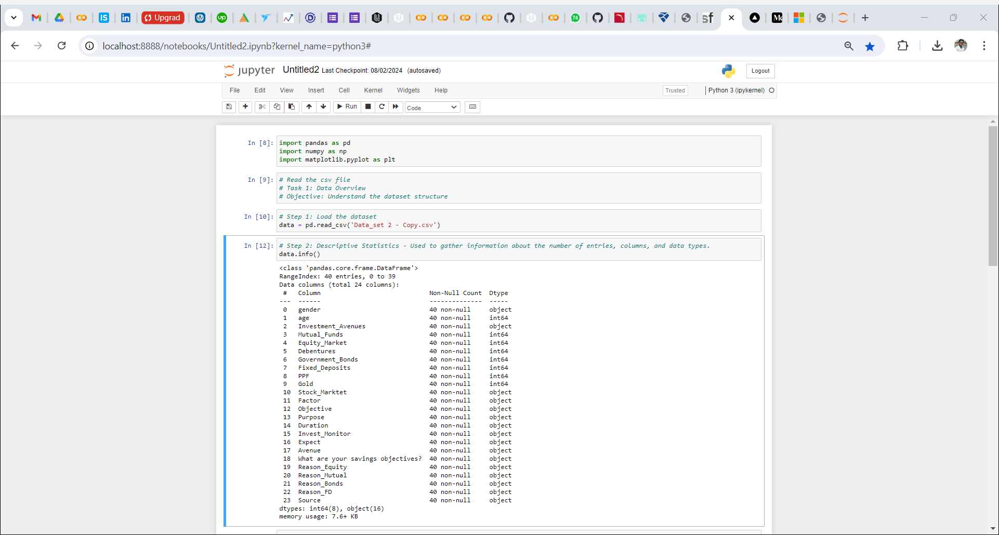 IS
in
Upgrad
up
74
sf
localhost:8888/notebooks/Untitled2.ipynb?kernel_name=python3#
jupyter Untitled2 Last Checkpoint: 08/02/2024 (autosaved)
Logout
File Edit View Insert Cell Kernel Widgets Help
Trusted
Python 3 (ipykernel)
Run
Code
In [8]: import pandas as pd
import numpy as np
import matplotlib.pyplot as plt
In [9]: # Read the csv file
# Task 1: Data Overview
# Objective: Understand the dataset structure
In [10]: # Step 1: Load the dataset
data = pd.read_csv('Data_set 2 - Copy.csv')
In [12]: # Step 2: Descriptive Statistics - Used to gather information about the number of entries, columns, and data types.
data.info()
<class 'pandas.core.frame.DataFrame'>
RangeIndex: 40 entries, 0 to 39
Data columns (total 24 columns):
# Column Non-Null Count Dtype
--- ------ -------------- -----
0 gender 40 non-null object
1 age 40 non-null int64
2 Investment_Avenues 40 non-null object
3 Mutual_Funds 40 non-null int64
4 Equity_Market 40 non-null int64
5 Debentures 40 non-null int64
6 Government_Bonds 40 non-null int64
7 Fixed_Deposits 40 non-null int64
8 PPF 40 non-null int64
9 Gold 40 non-null int64
10 Stock_Marktet 40 non-null object
11 Factor 40 non-null object
12 Objective 40 non-null object
13 Purpose 40 non-null object
14 Duration 40 non-null object
15 Invest_Monitor 40 non-null object
16 Expect 40 non-null object
17 Avenue 40 non-null object
18 What are your savings objectives? 40 non-null object
19 Reason_Equity 40 non-null object
20 Reason_Mutual 40 non-null object
21 Reason_Bonds 40 non-null object
22 Reason_FD 40 non-null object
23 Source 40 non-null object
dtypes: int64(8), object(16)
memory usage: 7.6+ KB